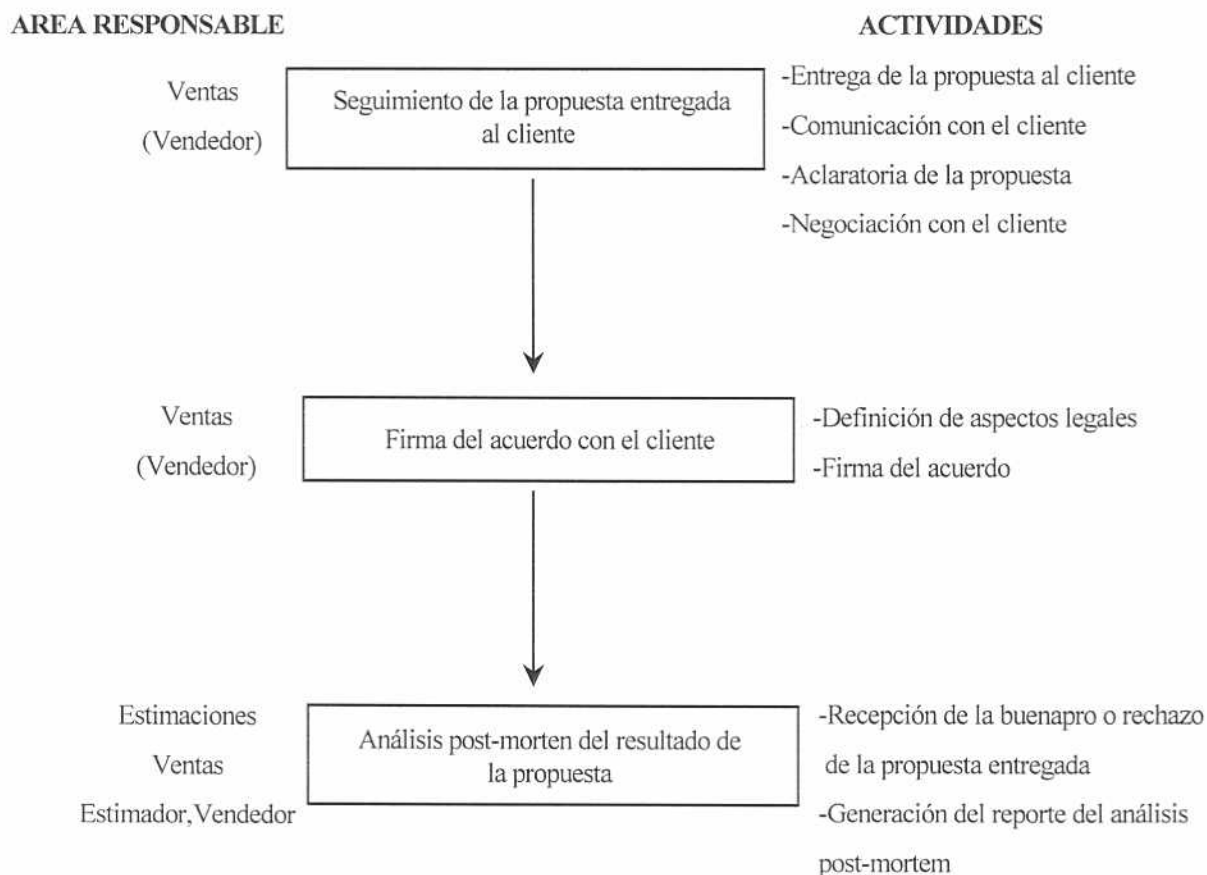 AREA RESPONSABLE
ACTIVIDADES
Ventas
(Vendedor)
Seguimiento de la propuesta entregada
al cliente
-Entrega de la propuesta al cliente
-Comunicación con el cliente
-Aclaratoria de la propuesta
-Negociación con el cliente
Ventas
(Vendedor)
Firma del acuerdo con el cliente
-Definición de aspectos legales
-Firma del acuerdo
Estimaciones
Ventas
Estimador,Vendedor
Análisis post-morten del resultado de
la propuesta
-Recepción de la buenapro o rechazo
de la propuesta entregada
-Generación del reporte del análisis
post-mortem